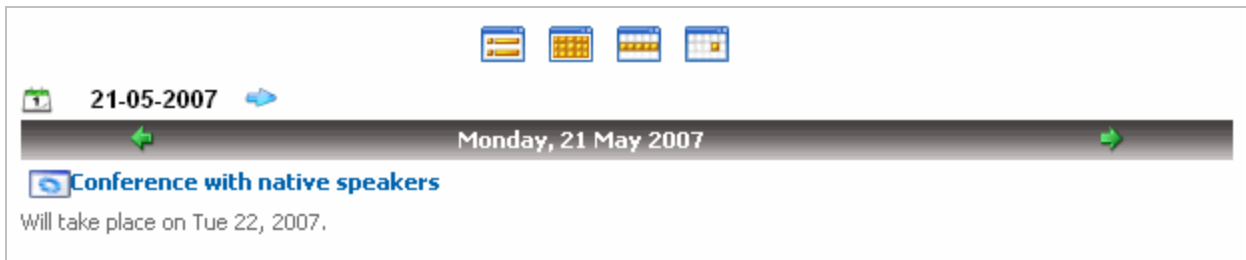 21-05-2007
Monday, 21 May 2007
Conference with native speakers
Will take place on Tue 22, 2007.